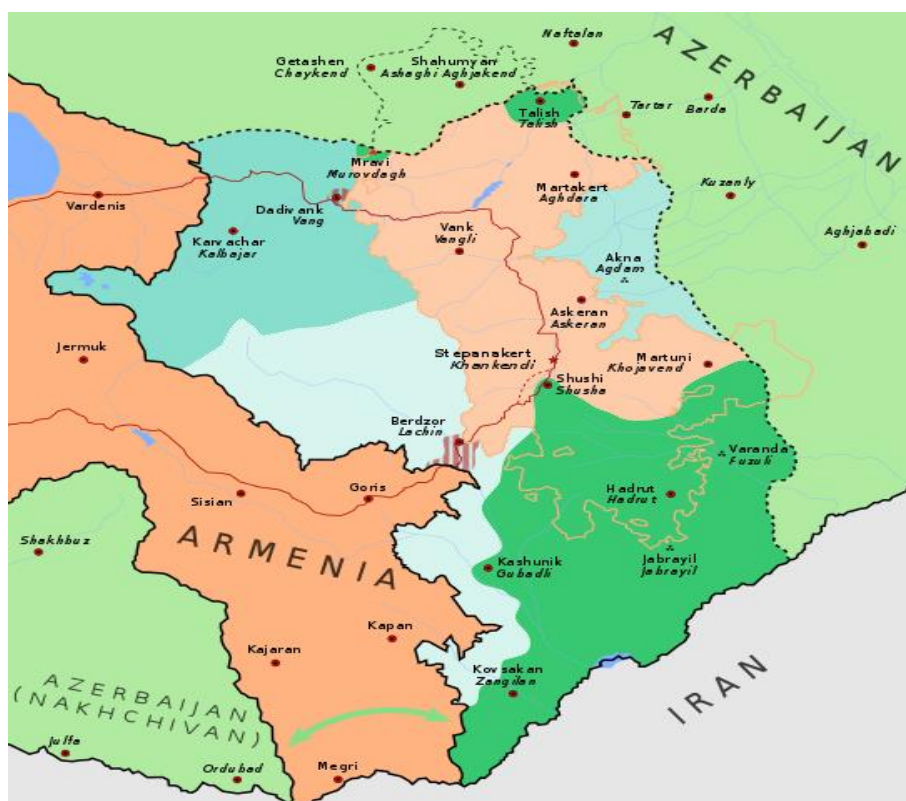 Naftalan
AZERBAIJAN
Getashen
Chaykend
Shahumyan
Ashaghi Aghjakend
Talish
Talish
Tartar
Barda
Mravi
Murovdagh
Martakert
Aghdara
Kuzanly
Vardenis
Dadivank
Vang
Karvachar
Kalbajar
Vank
Vangli
Aghjabadi
Akna
Agdam
Askeran
Askeran
Jermuk
Stepanakert
Khankendi
Martuni
Khojavend
Shushi
Shusha
Berdzor
Lachin
Varanda
Fuzuli
Sisian
Goris
Hadrut
Hadrut
ARMENIA
Shakhbuz
Kashunik
Gubadli
Jabrayil
Jabrayil
Kapan
Kajaran
Kovsakan
Zangilan
IRAN
AZERBAIJAN
(NAKHCHIVAN)
Julfa
Ordubad
Megri